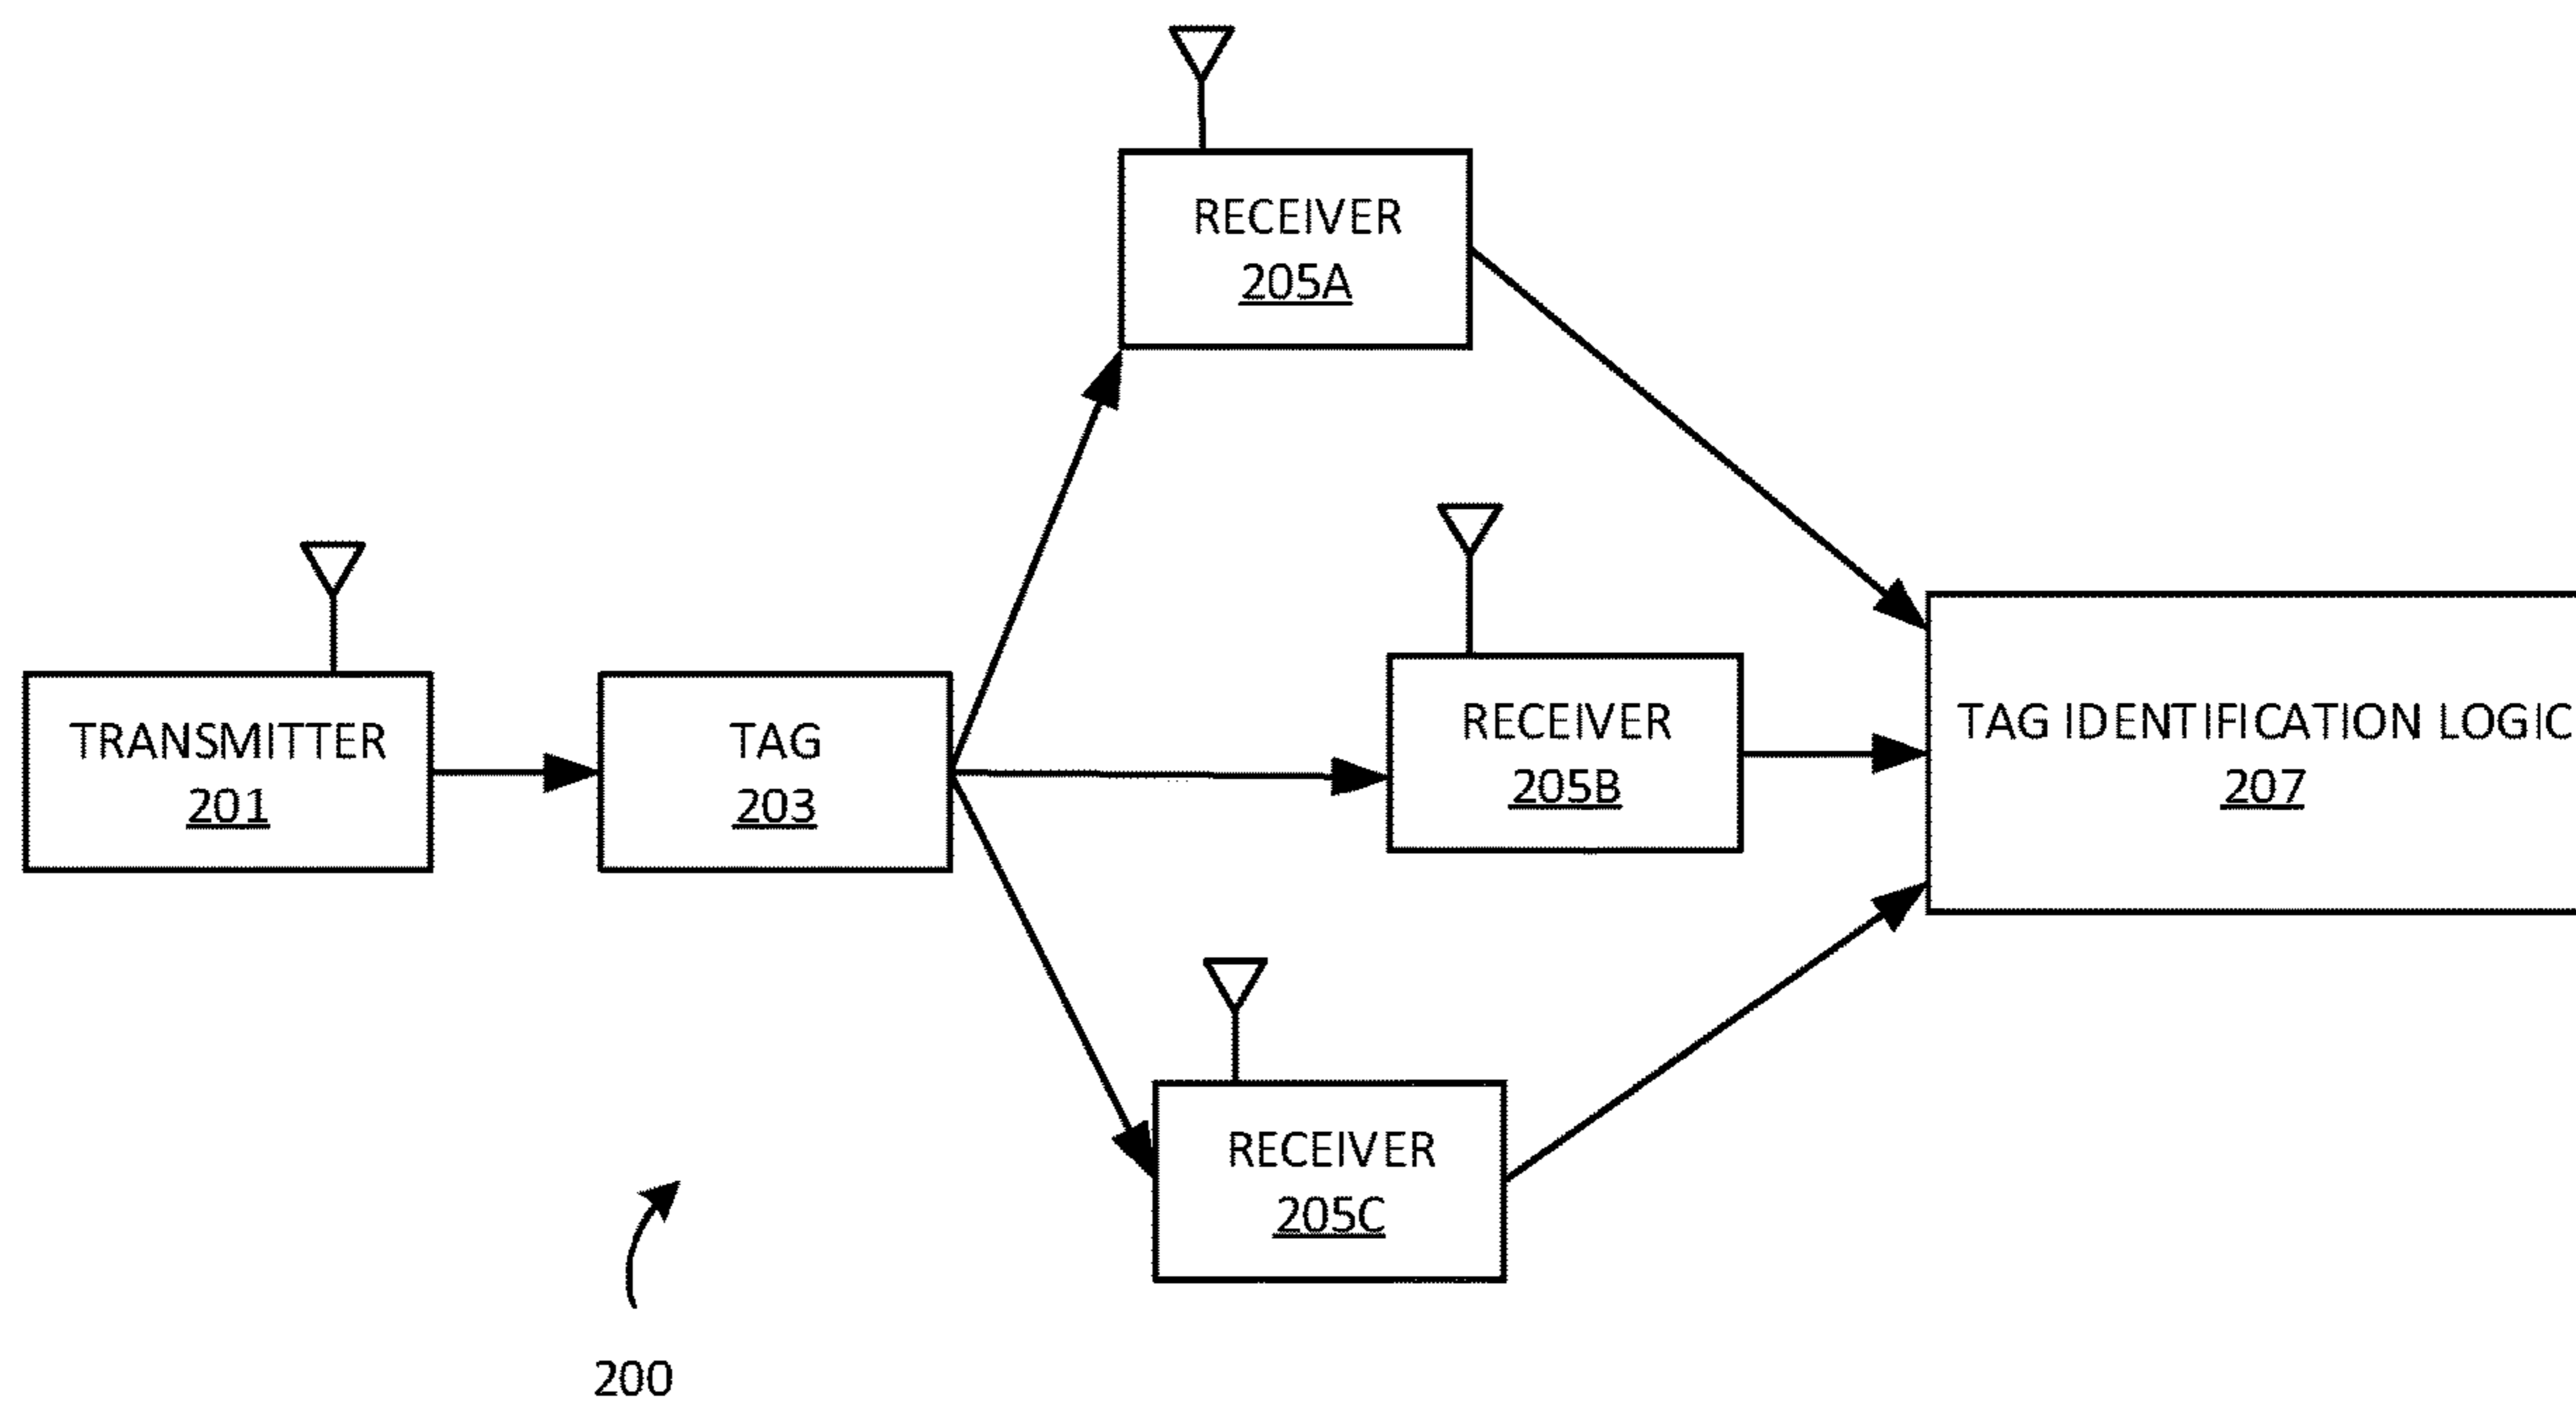 RECEIVER
205A
TRANSMITTER
201
TAG
203
RECEIVER
205B
TAG IDENTIFICATION LOGIC
207
RECEIVER
205C
200